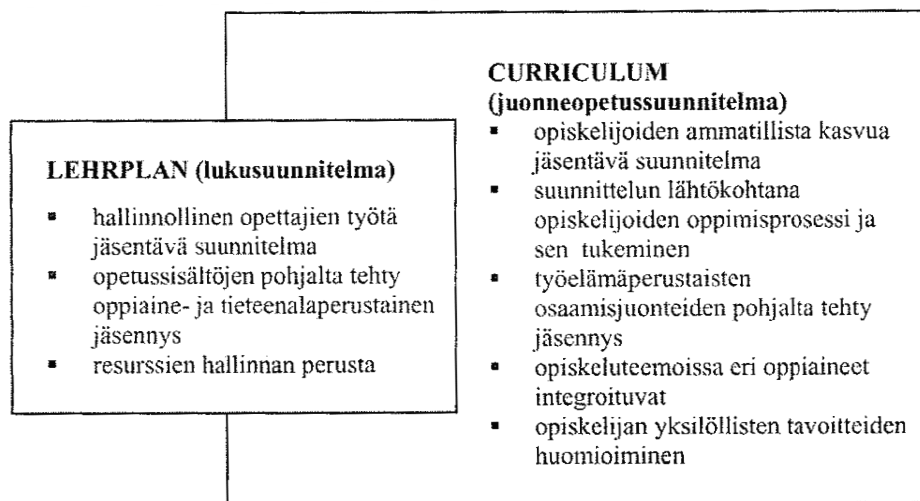 LEHRPLAN (lukusuunnitelma)
▪ hallinnollinen opettajien työtä
jäsentävä suunnitelma
▪ opetussisältöjen pohjalta tehty
oppiaine- ja tieteenalaperustainen
jäsennys
▪ resurssien hallinnan perusta
CURRICULUM
(juonneopetussuunnitelma)
▪ opiskelijoiden ammatillista kasvua
jäsentävä suunnitelma
▪ suunnittelun lähtökohtana
opiskelijoiden oppimisprosessi ja
sen tukeminen
▪ työelämäperustaisten
osaamisjuonteiden pohjalta tehty
jäsennys
▪ opiskeluteemoissa eri oppiaineet
integroituvat
▪ opiskelijan yksilöllisten tavoitteiden
huomioiminen